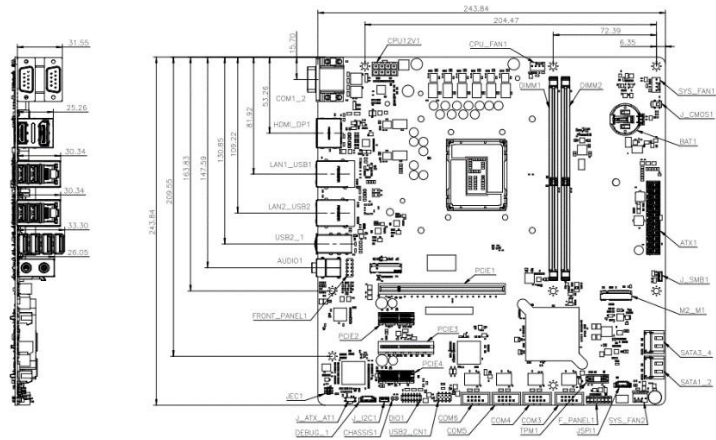 243.84
204.47
72.39
6.35
31.55
25.26
30.34
30.34
33.30
26.05
15.70
53.26
81.92
109.22
130.85
147.59
163.83
209.55
243.84
CPU12V1
CPU_FAN1
DIMM1
DIMM2
SYS_FAN1
J_CMOS1
BAT1
COM1_2
HDMI_DP1
LAN1_USB1
LAN2_USB2
USB2_1
AUDIO1
ATX1
J_SMB1
M2_M1
PCIE1
FRONT_PANEL1
PCIE2
PCIE3
PCIE4
SATA3_4
SATA1_2
JEC1
J_ATX_AT1
DEBUG_1
J_I2C1
CHASSIS1
DIO1
USB2_CN1
COM6
COM5
COM4
COM3
TPM1
F_PANEL1
JSPI1
SYS_FAN2